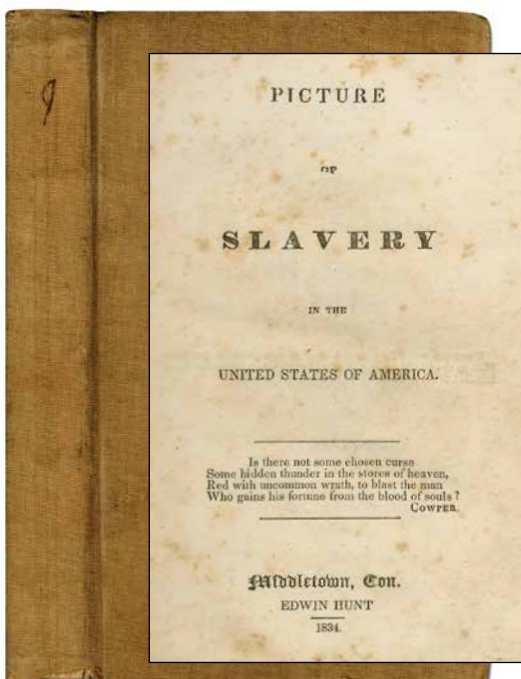 PICTURE
OF
SLAVERY
IN THE
UNITED STATES OF AMERICA.
Is there not some chosen curse
Some hidden thunder in the stores of heaven,
Red with uncommon wrath, to blast the man
Who gains his fortune from the blood of souls ?
COWPER.
Middletown, Con.
EDWIN HUNT
1834.